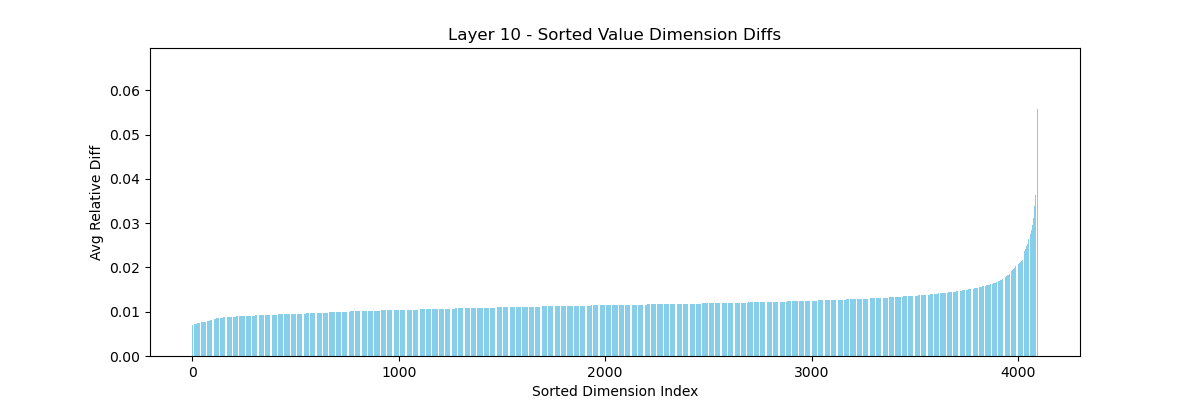 Layer 10 - Sorted Value Dimension Diffs
0.06
0.05
0.04
0.03
0.02
0.01
0.00
Avg Relative Diff
0 1000 2000 3000 4000
Sorted Dimension Index